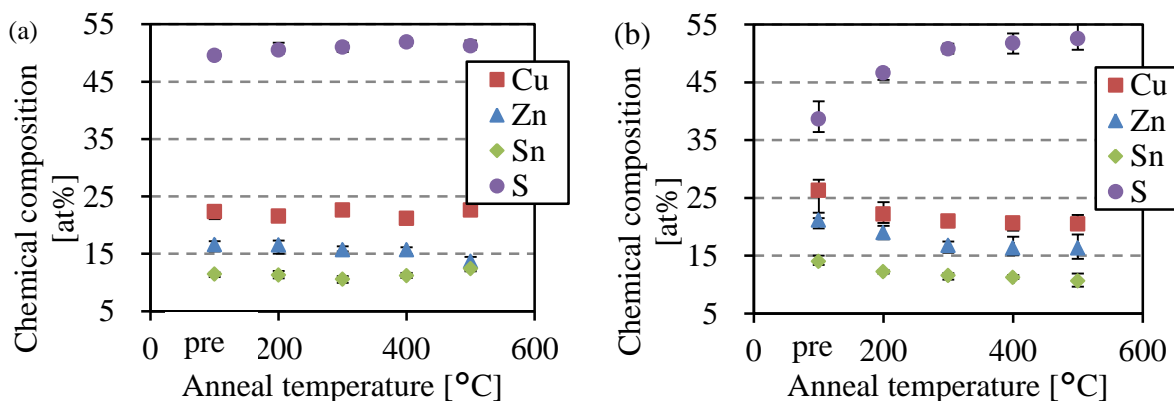 (a)
Chemical composition
[at%]
55
45
35
25
15
5
0
pre
200
400
600
Anneal temperature [°C]
Cu
Zn
Sn
S
(b)
Chemical composition
[at%]
55
45
35
25
15
5
0
pre
200
400
600
Anneal temperature [°C]
Cu
Zn
Sn
S